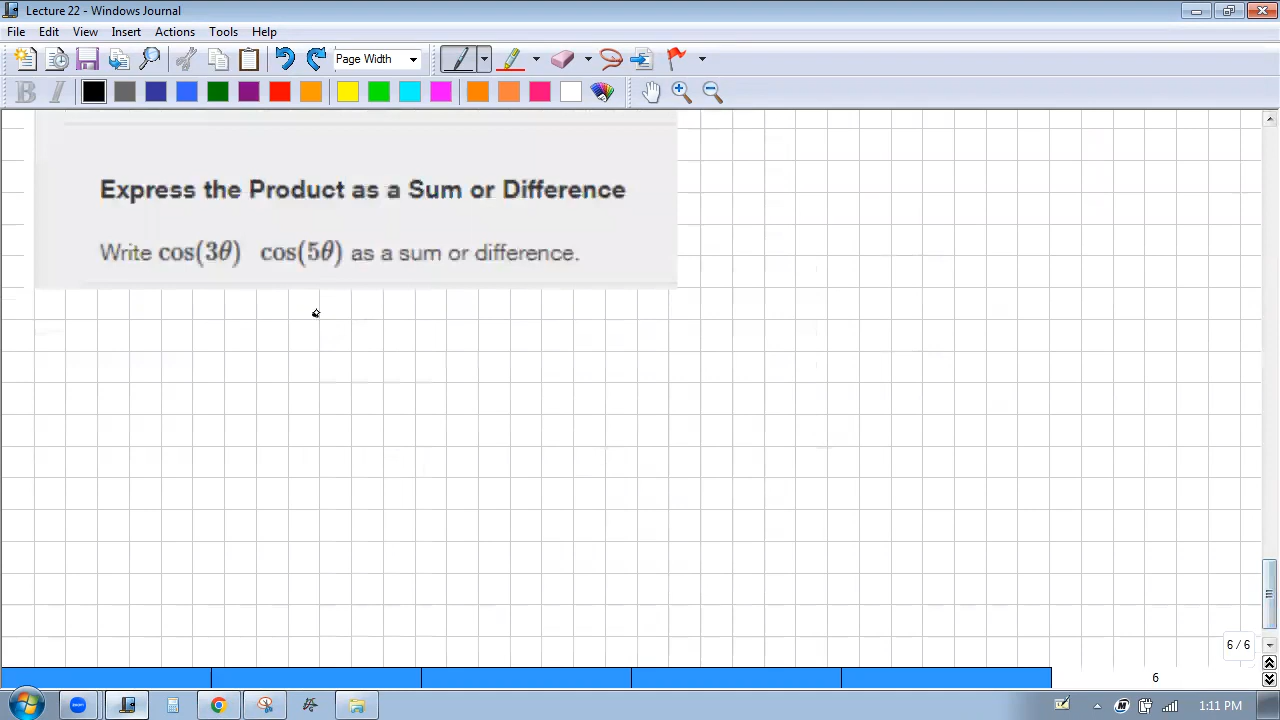 Lecture 22 - Windows Journal
File Edit View Insert Actions Tools Help
Page Width
B I
Express the Product as a Sum or Difference
Write cos(3θ) cos(5θ) as a sum or difference.
6 / 6
6
1:11 PM